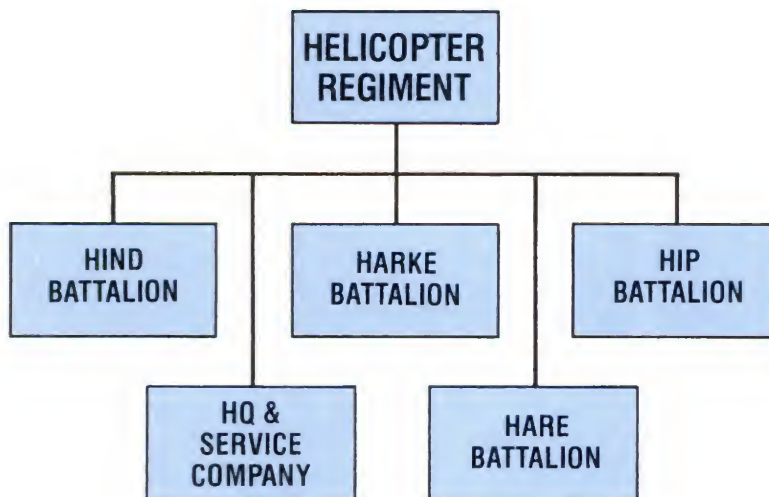 HELICOPTER
REGIMENT
HIND
BATTALION
HARKE
BATTALION
HIP
BATTALION
HQ &
SERVICE
COMPANY
HARE
BATTALION